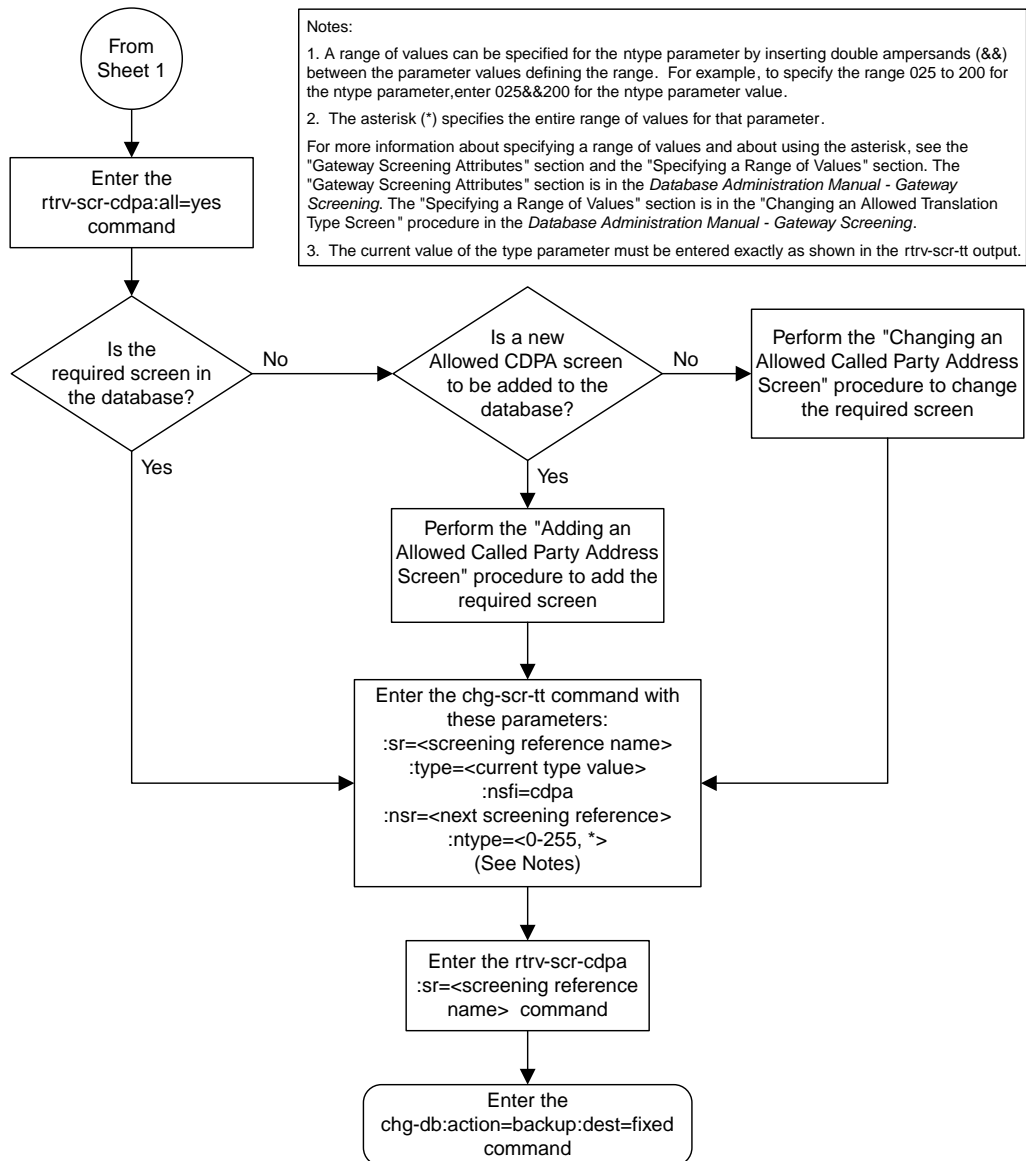 From
Sheet 1
Notes:
1. A range of values can be specified for the ntype parameter by inserting double ampersands (&&)
between the parameter values defining the range. For example, to specify the range 025 to 200 for
the ntype parameter,enter 025&&200 for the ntype parameter value.
2. The asterisk (*) specifies the entire range of values for that parameter.
For more information about specifying a range of values and about using the asterisk, see the
"Gateway Screening Attributes" section and the "Specifying a Range of Values" section. The
"Gateway Screening Attributes" section is in the Database Administration Manual - Gateway
Screening. The "Specifying a Range of Values" section is in the "Changing an Allowed Translation
Type Screen" procedure in the Database Administration Manual - Gateway Screening.
3. The current value of the type parameter must be entered exactly as shown in the rtrv-scr-tt output.
Enter the
rtrv-scr-cdpa:all=yes
command
Is the
required screen in
the database?
No
Yes
Is a new
Allowed CDPA screen
to be added to the
database?
No
Yes
Perform the "Changing an
Allowed Called Party Address
Screen" procedure to change
the required screen
Perform the "Adding an
Allowed Called Party Address
Screen" procedure to add the
required screen
Enter the chg-scr-tt command with
these parameters:
:sr=<screening reference name>
:type=<current type value>
:nsfi=cdpa
:nsr=<next screening reference>
:ntype=<0-255, *>
(See Notes)
Enter the rtrv-scr-cdpa
:sr=<screening reference
name> command
Enter the
chg-db:action=backup:dest=fixed
command